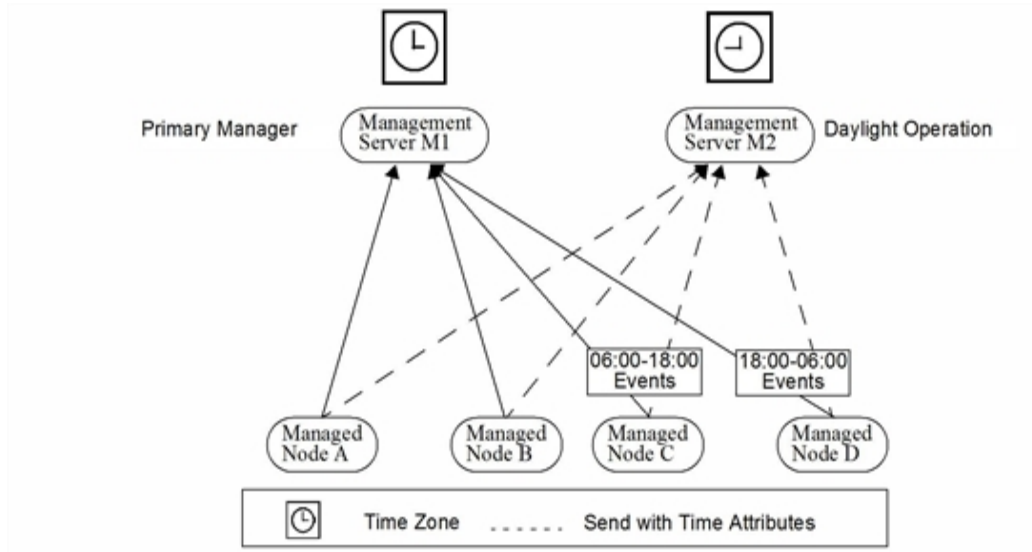 Primary Manager
Management
Server M1
Management
Server M2
Daylight Operation
06:00-18:00
Events
18:00-06:00
Events
Managed
Node A
Managed
Node B
Managed
Node C
Managed
Node D
Time Zone
Send with Time Attributes